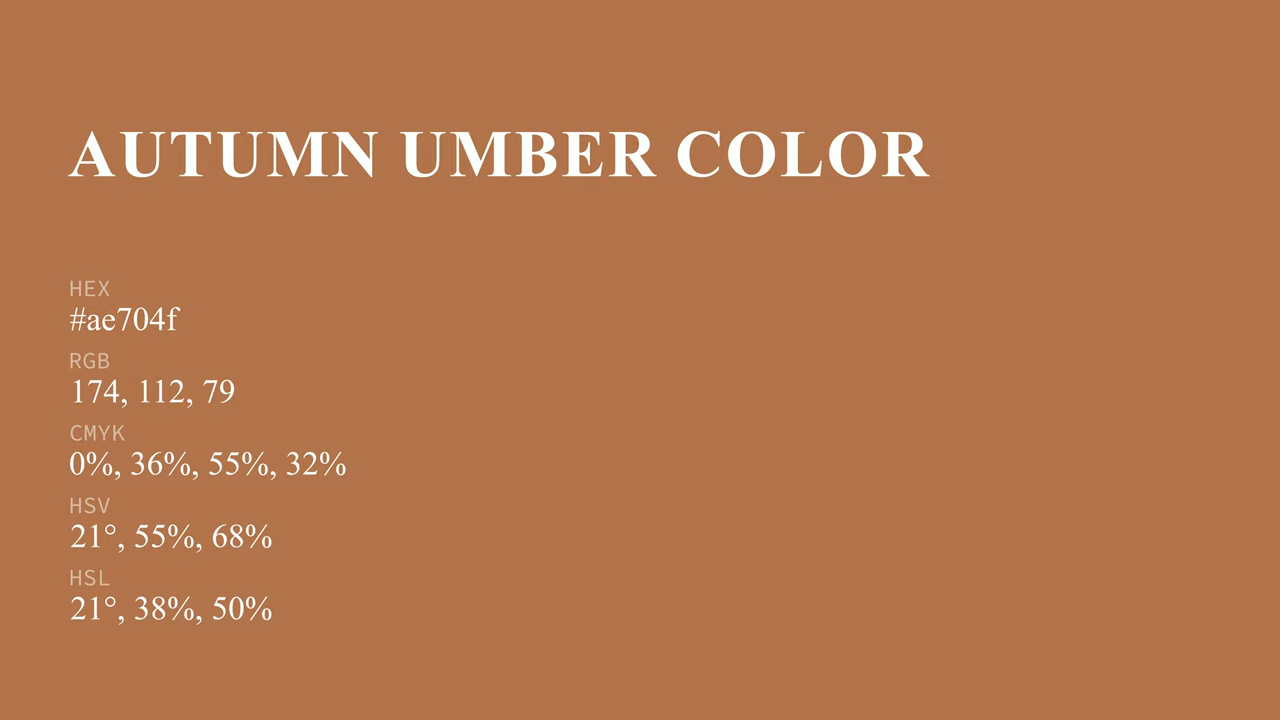 AUTUMN UMBER COLOR
HEX
#ae704f
RGB
174, 112, 79
CMYK
0%, 36%, 55%, 32%
HSV
21°, 55%, 68%
HSL
21°, 38%, 50%